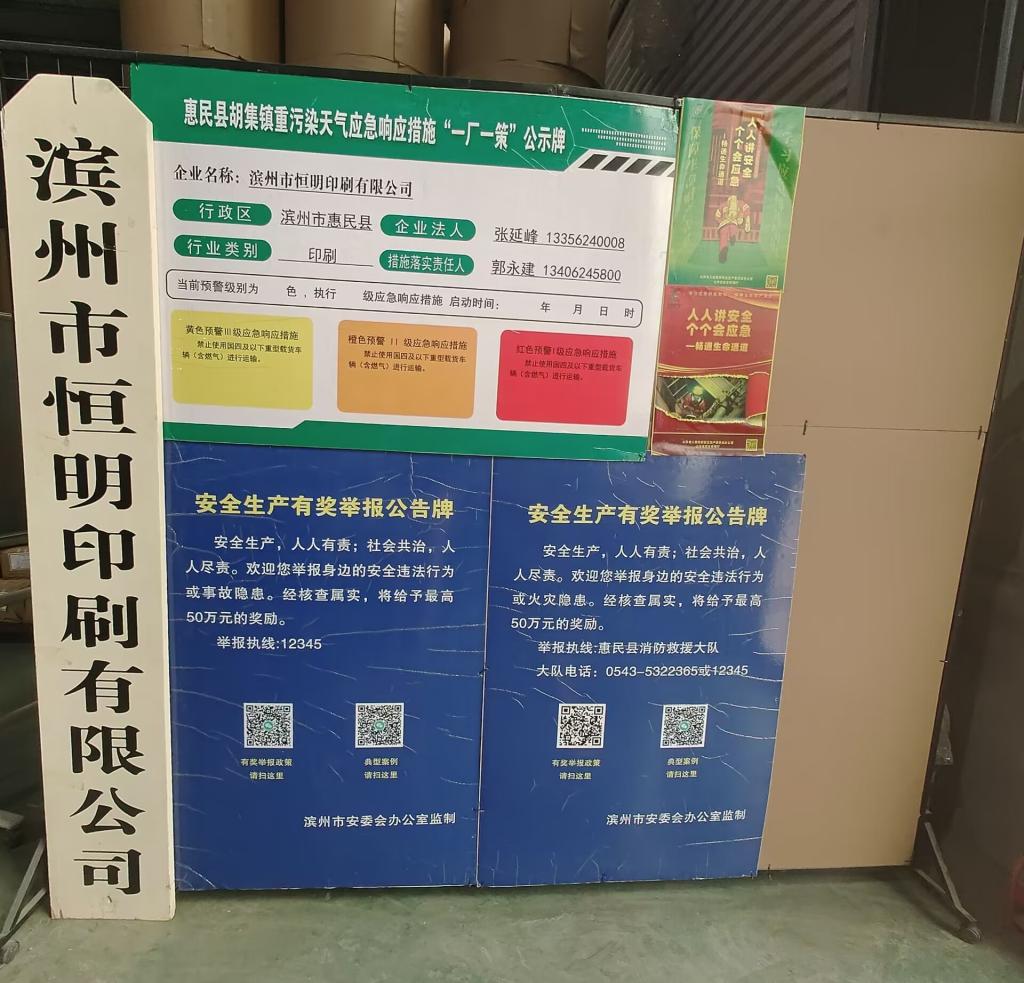 滨州市恒明印刷有限公司
惠民县胡集镇重污染天气应急响应措施“一厂一策”公示牌
企业名称：滨州市恒明印刷有限公司
行政区 滨州市惠民县 企业法人 张延峰 13356240008
行业类别 印刷 措施落实责任人 郭永建 13406245800
当前预警级别为 色，执行 级应急响应措施 启动时间： 年 月 日 时
黄色预警III级应急响应措施
禁止使用国四及以下重型载货车
辆（含燃气）进行运输。
橙色预警 II 级应急响应措施
禁止使用国四及以下重型载货车
辆（含燃气）进行运输。
红色预警I级应急响应措施
禁止使用国四及以下重型载货车
辆（含燃气）进行运输。
人人讲安全
个个会应急
—畅通生命通道
人人讲安全
个个会应急
—畅通生命通道
安全生产有奖举报公告牌
安全生产，人人有责；社会共治，人
人尽责。欢迎您举报身边的安全违法行为
或事故隐患。经核查属实，将给予最高
50万元的奖励。
举报执线:12345
有奖举报政策
请扫这里
典型案例
请扫这里
滨州市安委会办公室监制
安全生产有奖举报公告牌
安全生产，人人有责；社会共治，人
人尽责。欢迎您举报身边的安全违法行为
或火灾隐患。经核查属实，将给予最高
50万元的奖励。
举报执线:惠民县消防救援大队
大队电话：0543-5322365或12345
有奖举报政策
请扫这里
典型案例
请扫这里
滨州市安委会办公室监制